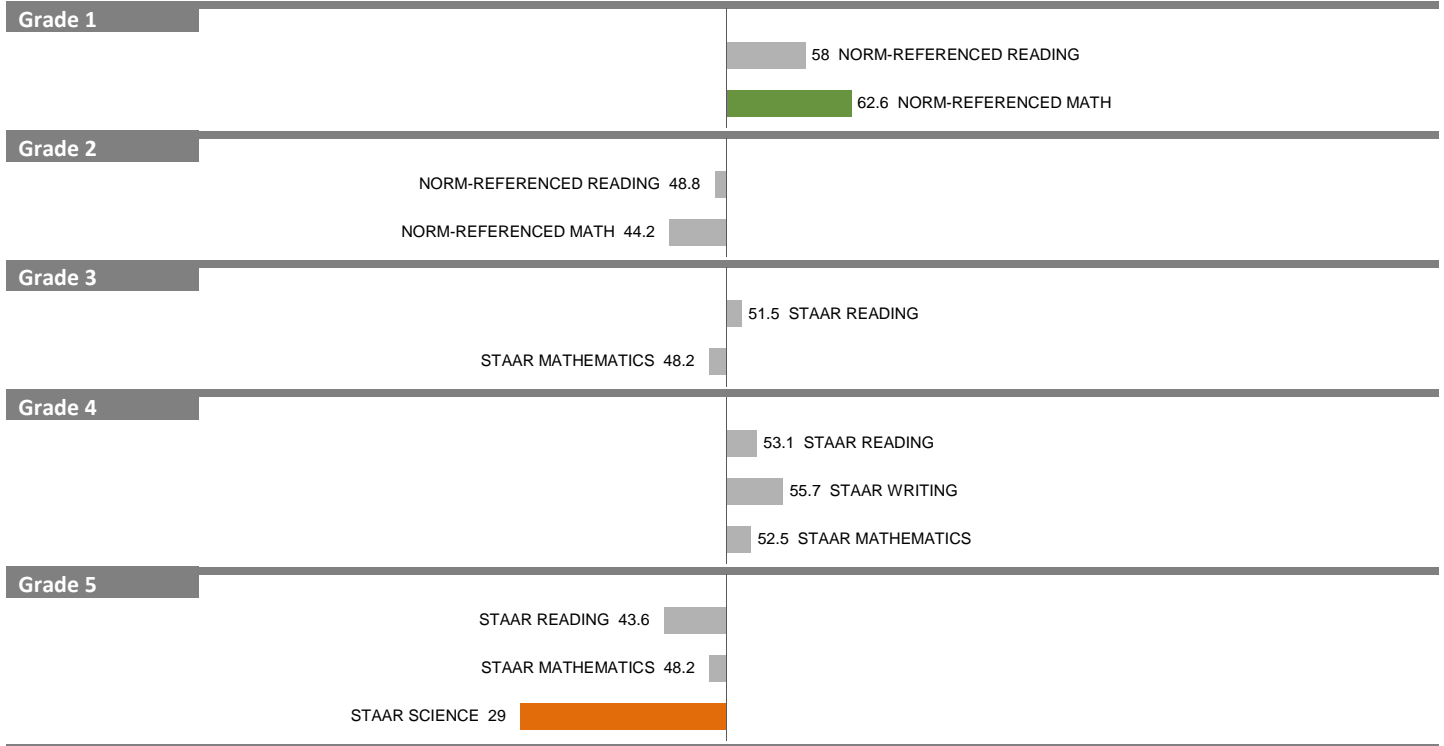 Grade 1
58 NORM-REFERENCED READING
62.6 NORM-REFERENCED MATH
Grade 2
NORM-REFERENCED READING 48.8
NORM-REFERENCED MATH 44.2
Grade 3
51.5 STAAR READING
STAAR MATHEMATICS 48.2
Grade 4
53.1 STAAR READING
55.7 STAAR WRITING
52.5 STAAR MATHEMATICS
Grade 5
STAAR READING 43.6
STAAR MATHEMATICS 48.2
STAAR SCIENCE 29